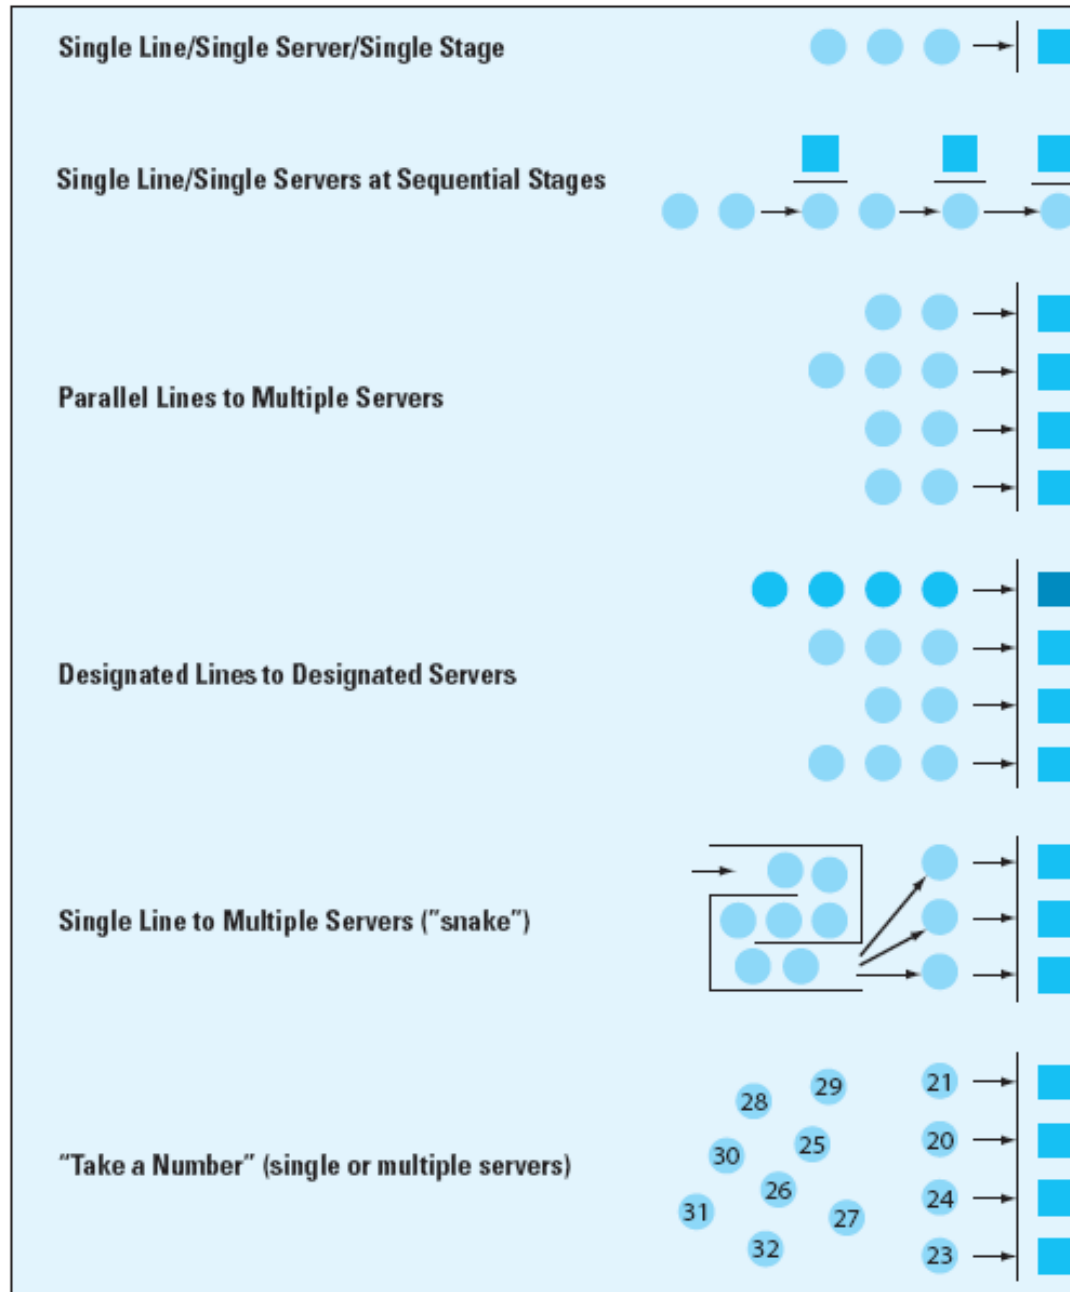 Single Line/Single Server/Single Stage
Single Line/Single Servers at Sequential Stages
Parallel Lines to Multiple Servers
Designated Lines to Designated Servers
Single Line to Multiple Servers ("snake")
"Take a Number" (single or multiple servers)
28
29
21
30
25
20
26
31
27
24
32
23